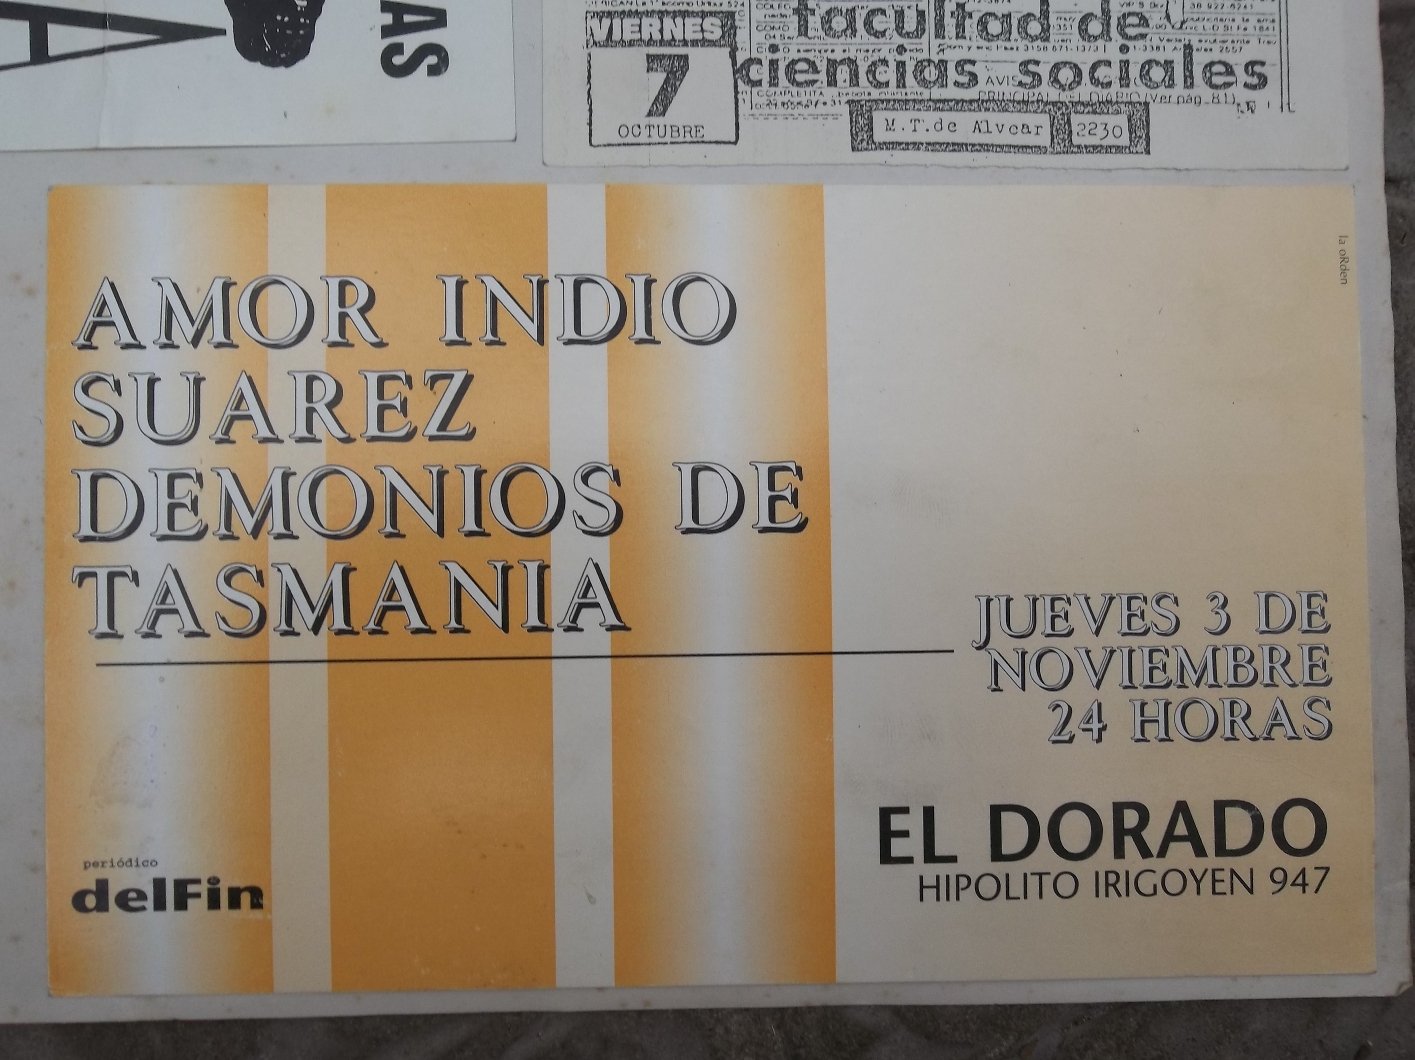 AS
A
VIERNES
7
OCTUBRE
facultad de
ciencias sociales
M.T.de Alvear 2230
la oRden
AMOR INDIO
SUAREZ
DEMONIOS DE
TASMANIA
JUEVES 3 DE
NOVIEMBRE
24 HORAS
EL DORADO
HIPOLITO IRIGOYEN 947
periódico
delFin